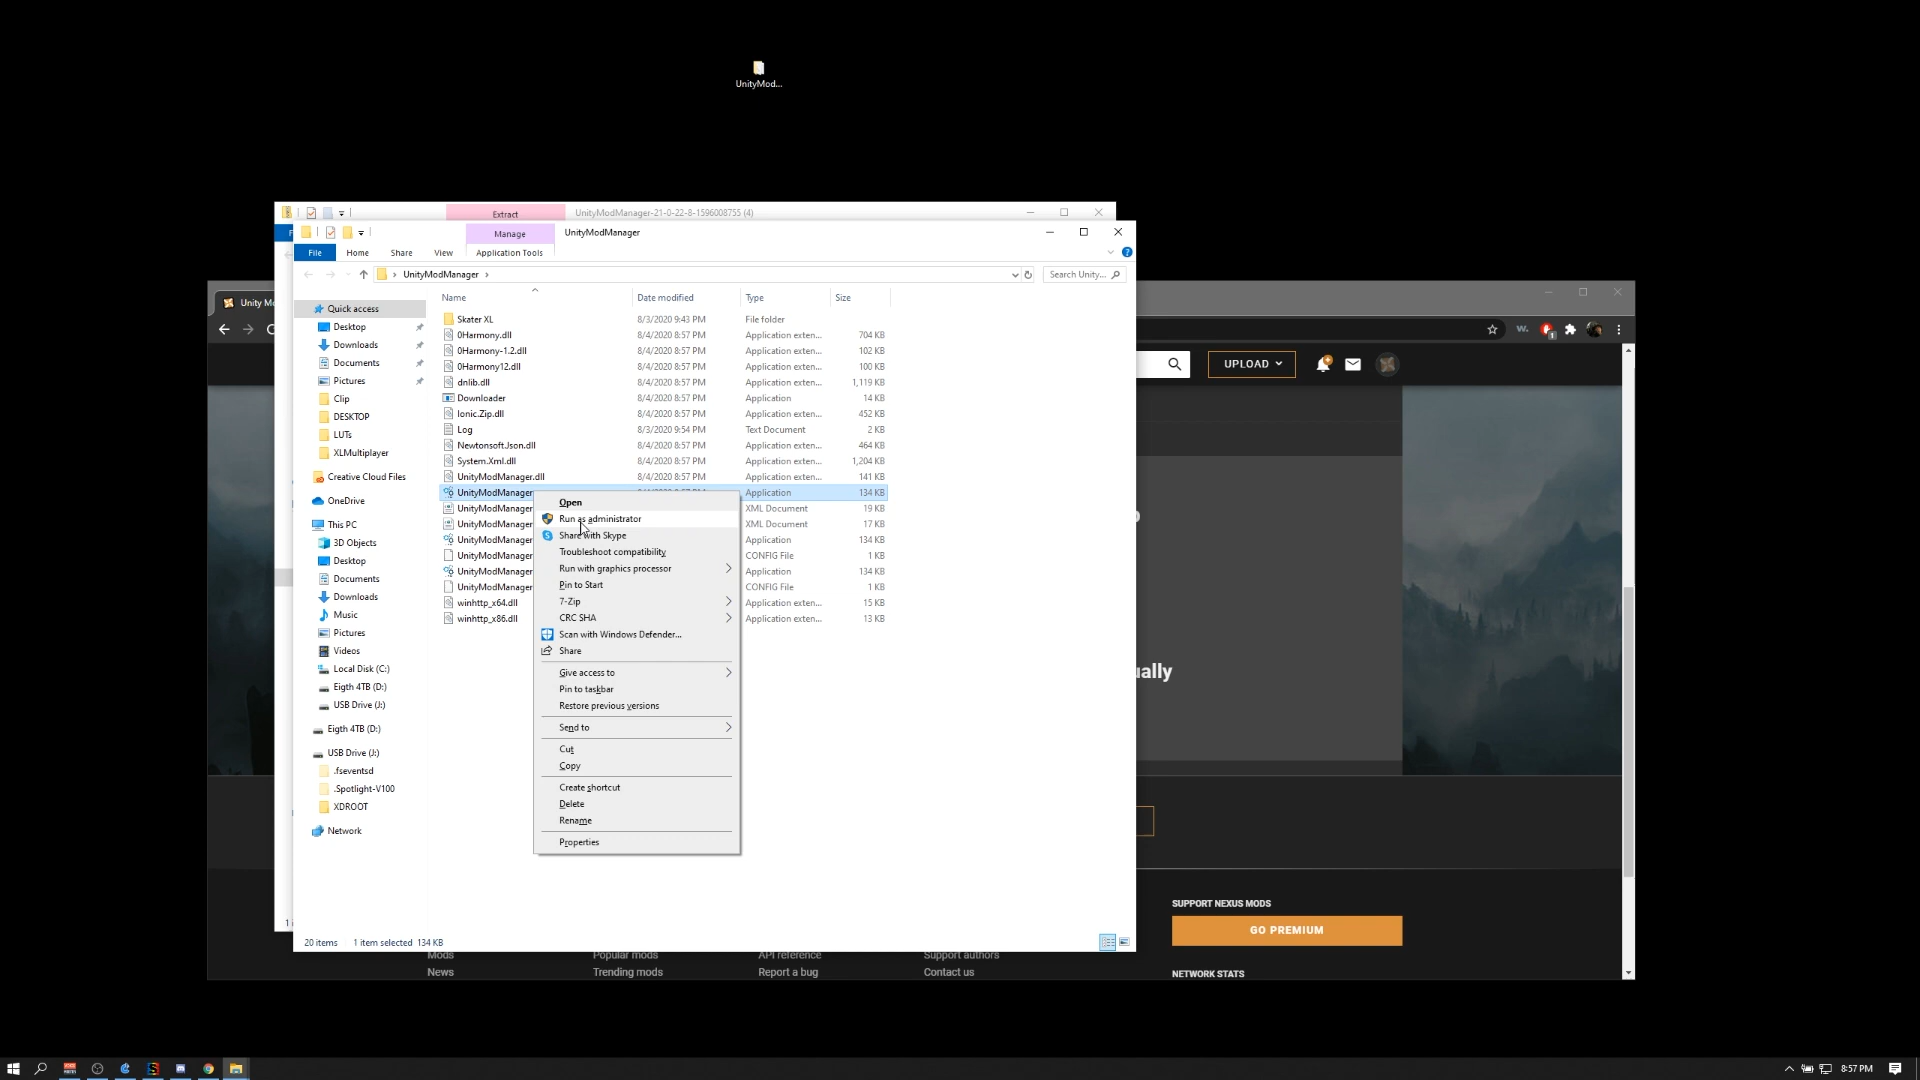 UnityMod...
Extract
UnityModManager-21-0-22-8-1596008755 (4)
Manage
UnityModManager
File
Home
Share
View
Application Tools
UnityModManager
Search Unity...
Unity Mo
UPLOAD
Name
Date modified
Type
Size
Quick access
Desktop
Downloads
Documents
Pictures
Clip
DESKTOP
LUTs
XLMultiplayer
Creative Cloud Files
OneDrive
This PC
3D Objects
Desktop
Documents
Downloads
Music
Pictures
Videos
Local Disk (C:)
Eigth 4TB (D:)
USB Drive (J:)
Eigth 4TB (D:)
USB Drive (J:)
.fseventsd
.Spotlight-V100
XDROOT
Network
Skater XL 8/3/2020 9:43 PM File folder
0Harmony.dll 8/4/2020 8:57 PM Application exten... 704 KB
0Harmony-1.2.dll 8/4/2020 8:57 PM Application exten... 102 KB
0Harmony12.dll 8/4/2020 8:57 PM Application exten... 100 KB
dnlib.dll 8/4/2020 8:57 PM Application exten... 1,119 KB
Downloader 8/4/2020 8:57 PM Application 14 KB
Ionic.Zip.dll 8/4/2020 8:57 PM Application exten... 452 KB
Log 8/3/2020 9:54 PM Text Document 2 KB
Newtonsoft.Json.dll 8/4/2020 8:57 PM Application exten... 464 KB
System.Xml.dll 8/4/2020 8:57 PM Application exten... 1,204 KB
UnityModManager.dll 8/4/2020 8:57 PM Application exten... 141 KB
UnityModManager Application 134 KB
UnityModManager XML Document 19 KB
UnityModManager XML Document 17 KB
UnityModManager Application 134 KB
UnityModManager CONFIG File 1 KB
UnityModManager Application 134 KB
UnityModManager CONFIG File 1 KB
winhttp_x64.dll Application exten... 15 KB
winhttp_x86.dll Application exten... 13 KB
Open
Run as administrator
Share with Skype
Troubleshoot compatibility
Run with graphics processor
Pin to Start
7-Zip
CRC SHA
Scan with Windows Defender...
Share
Give access to
Pin to taskbar
Restore previous versions
Send to
Cut
Copy
Create shortcut
Delete
Rename
Properties
ually
20 items
1 item selected 134 KB
SUPPORT NEXUS MODS
GO PREMIUM
NETWORK STATS
Mods
Popular mods
API reference
Support authors
News
Trending mods
Report a bug
Contact us
8:57 PM